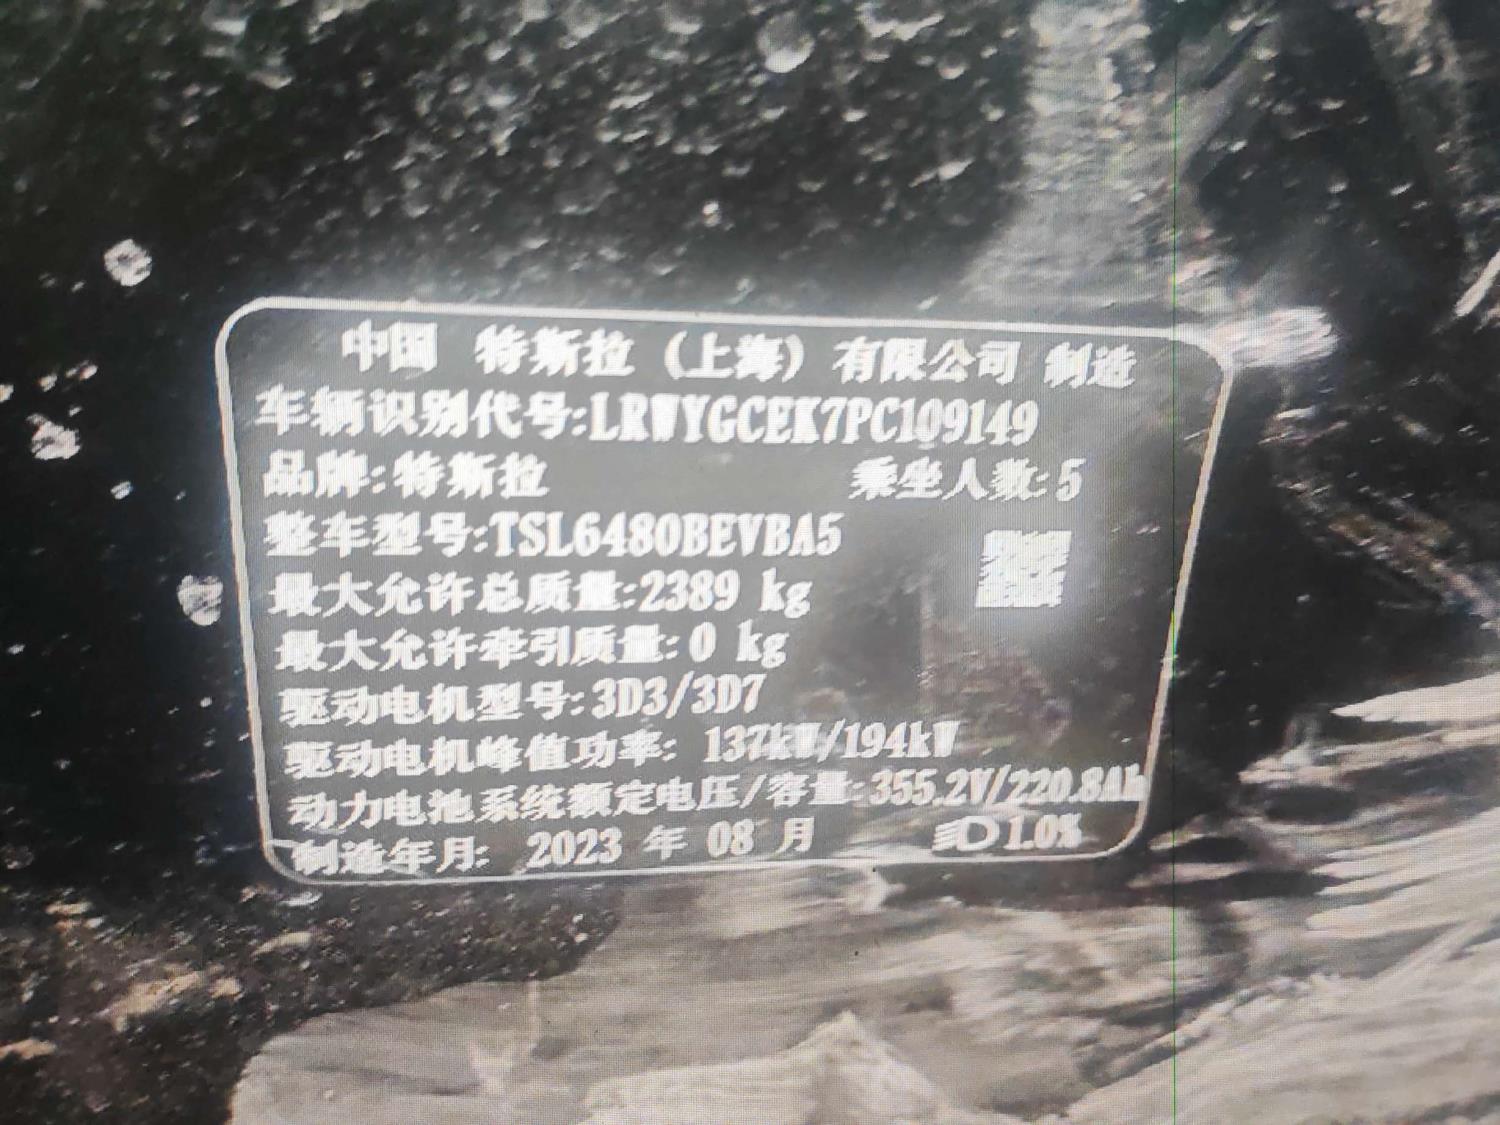 中国 特斯拉（上海）有限公司 制造
车辆识别代号:LRWYGCEK7PC109149
品牌:特斯拉 乘坐人数:5
整车型号:TSL6480BEVBA5
最大允许总质量:2389 kg
最大允许牵引质量:0 kg
驱动电机型号:3D3/3D7
驱动电机峰值功率: 137kW/194kW
动力电池系统额定电压/容量:355.2V/220.8Ah
制造年月: 2023 年 08 月 1.0%